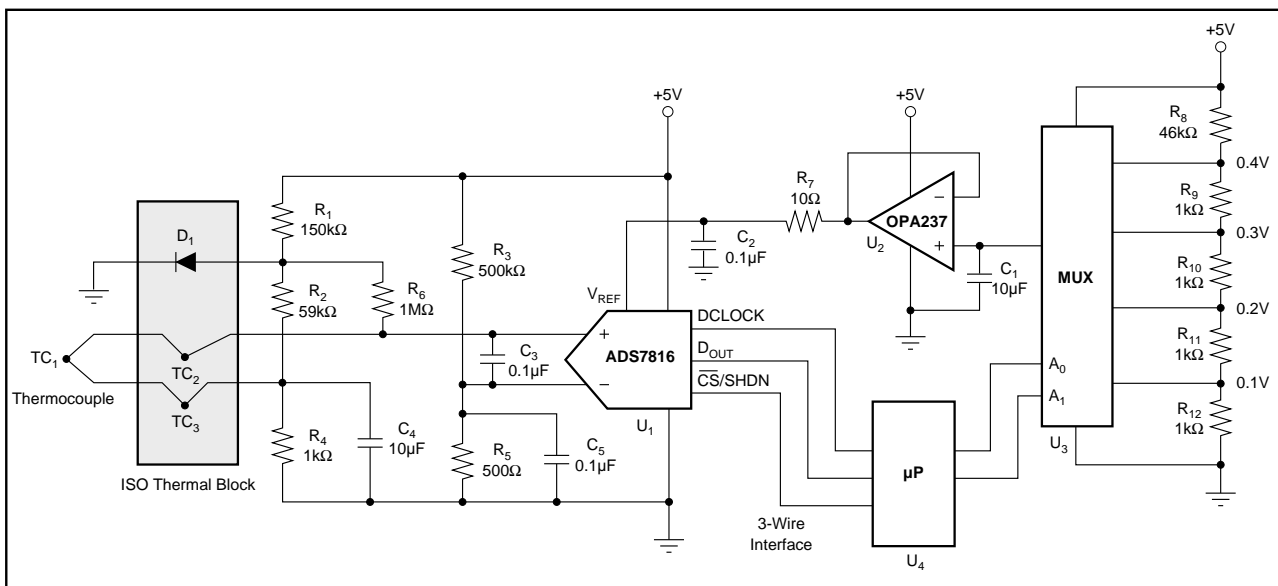 +5V
R8
46kΩ
0.4V
R9
1kΩ
0.3V
R10
1kΩ
0.2V
R11
1kΩ
0.1V
R12
1kΩ
+5V
+5V
R7
10Ω
OPA237
−
+
U2
C1
10µF
C2
0.1µF
MUX
A0
A1
U3
R1
150kΩ
D1
R2
59kΩ
R6
1MΩ
R3
500kΩ
VREF
DCLOCK
DOUT
C̅S̅/SHDN
+
−
ADS7816
U1
C3
0.1µF
TC1
Thermocouple
TC2
TC3
ISO Thermal Block
R4
1kΩ
C4
10µF
R5
500Ω
C5
0.1µF
3-Wire
Interface
µP
U4